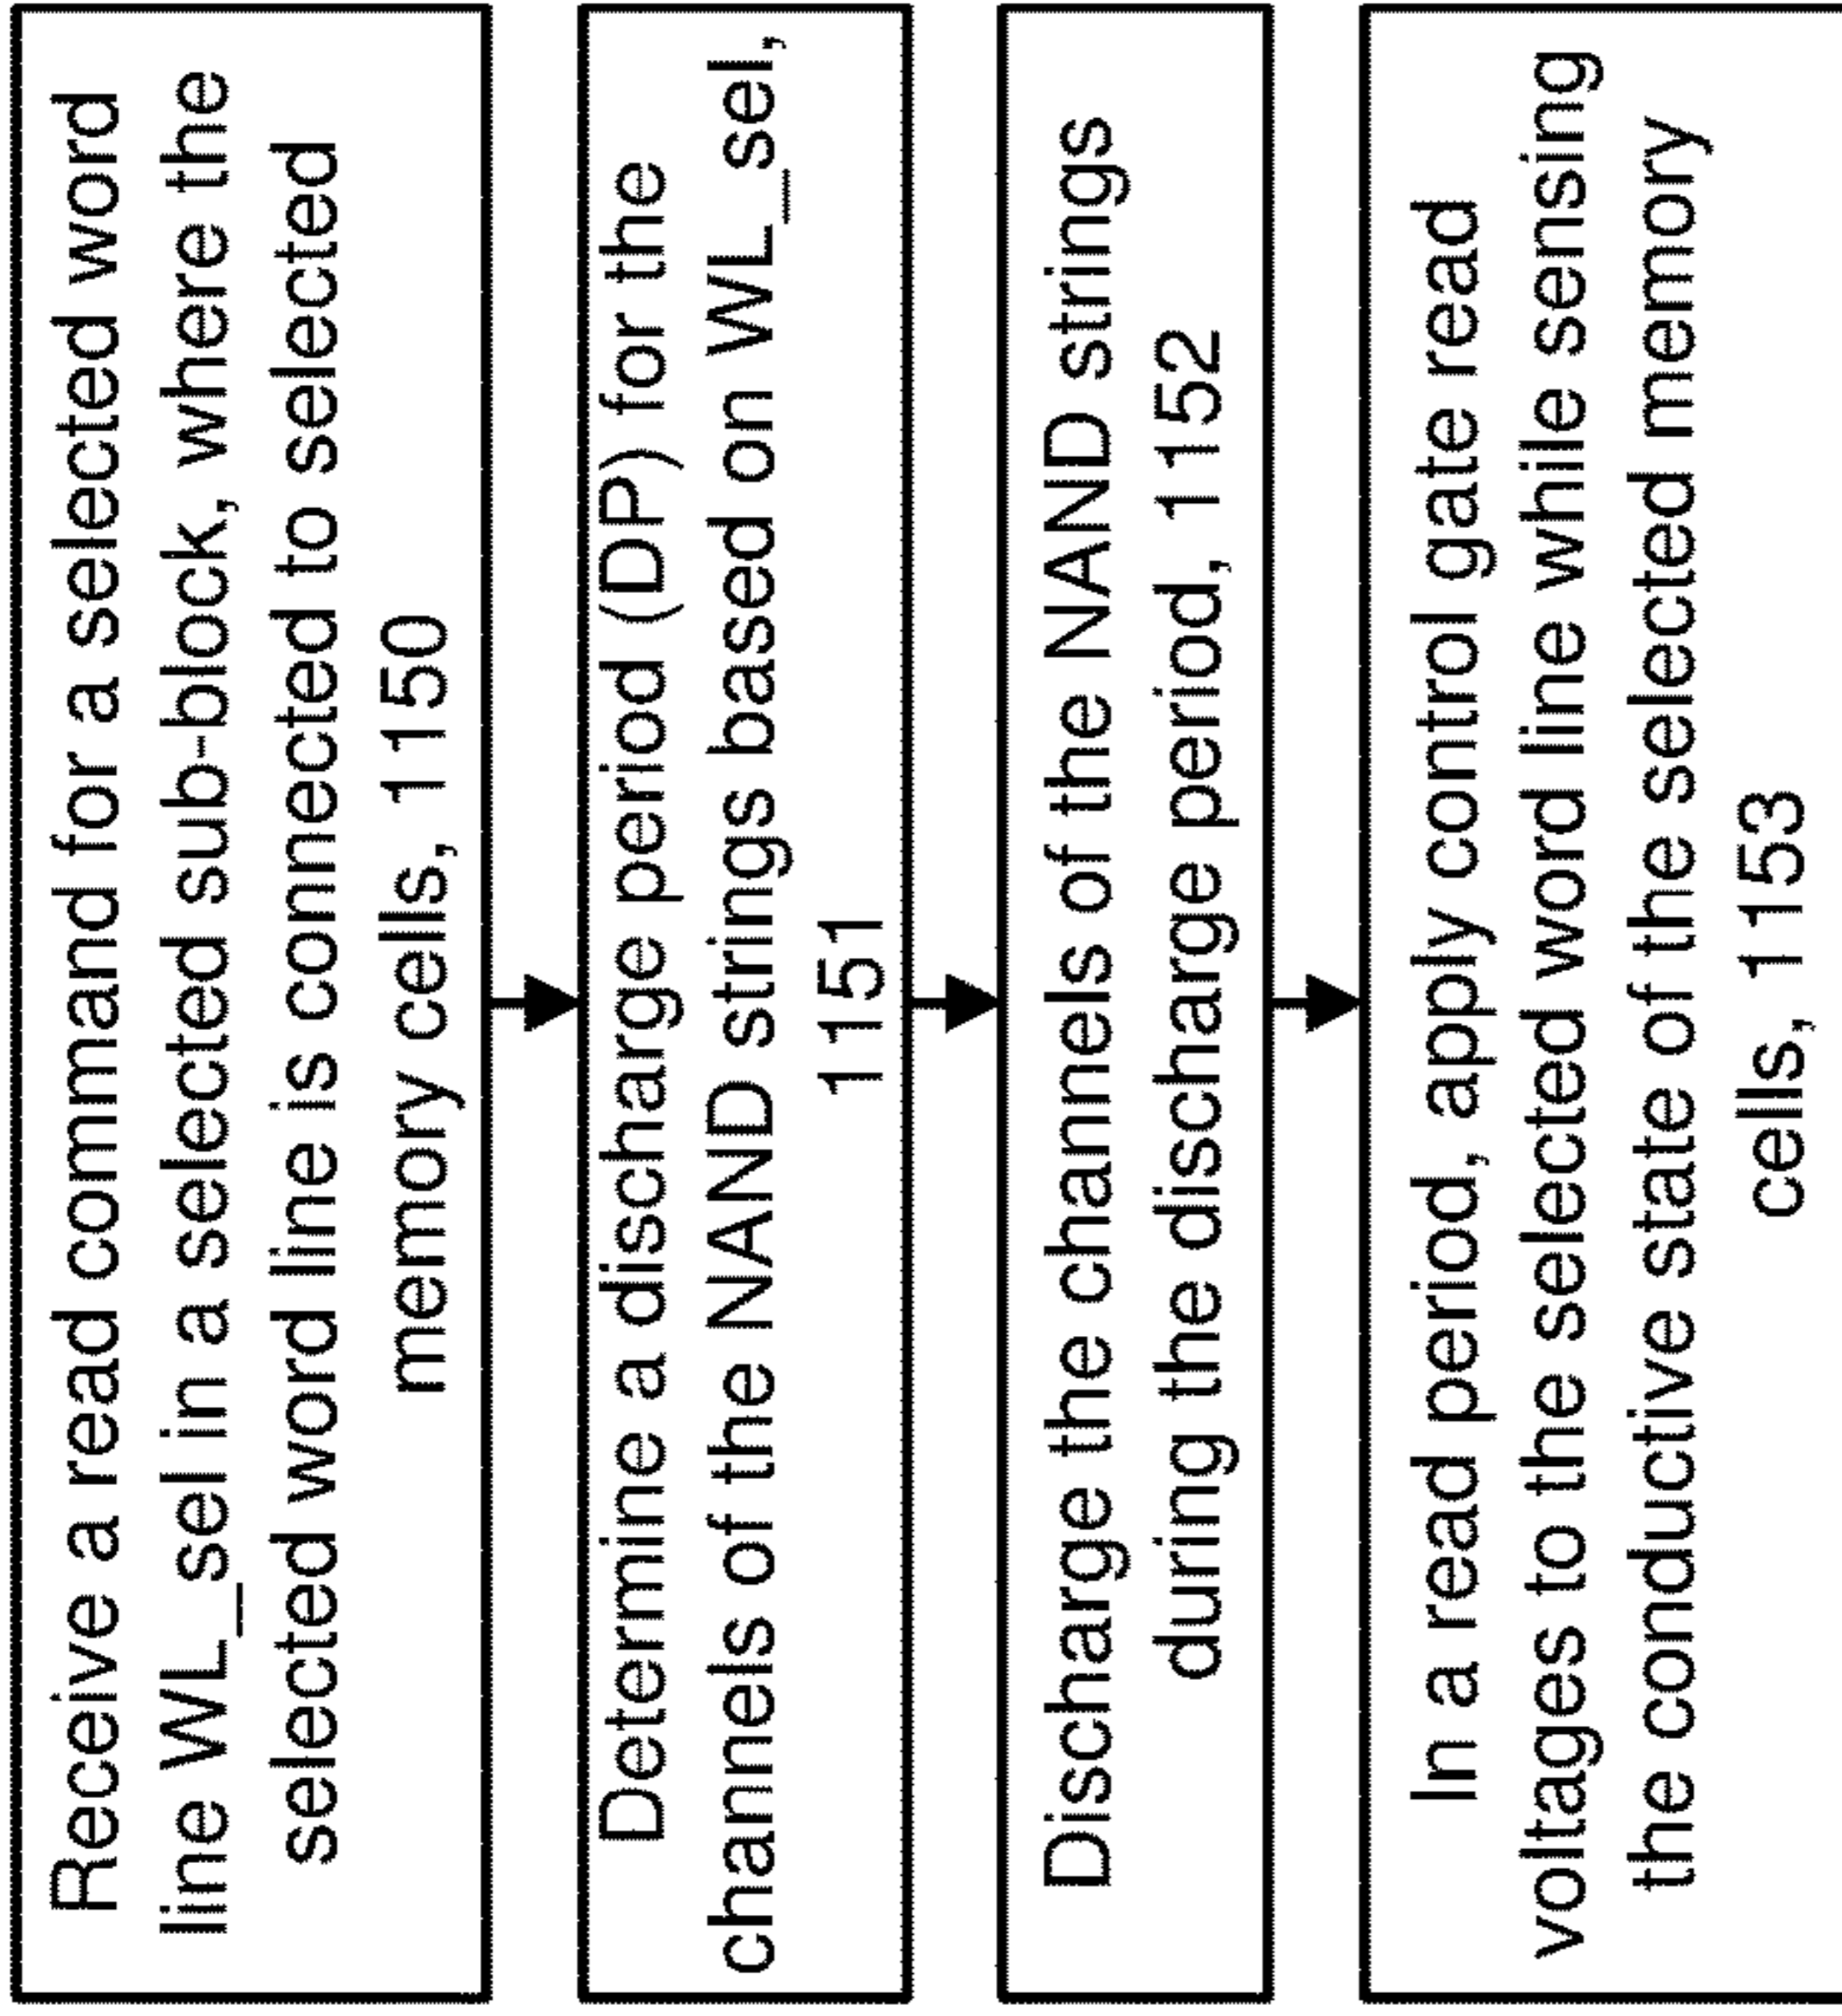 Receive a read command for a selected word
line WL_sel in a selected sub-block, where the
selected word line is connected to selected
memory cells, 1150
Determine a discharge period (DP) for the
channels of the NAND strings based on WL_sel,
1151
Discharge the channels of the NAND strings
during the discharge period, 1152
In a read period, apply control gate read
voltages to the selected word line while sensing
the conductive state of the selected memory
cells, 1153